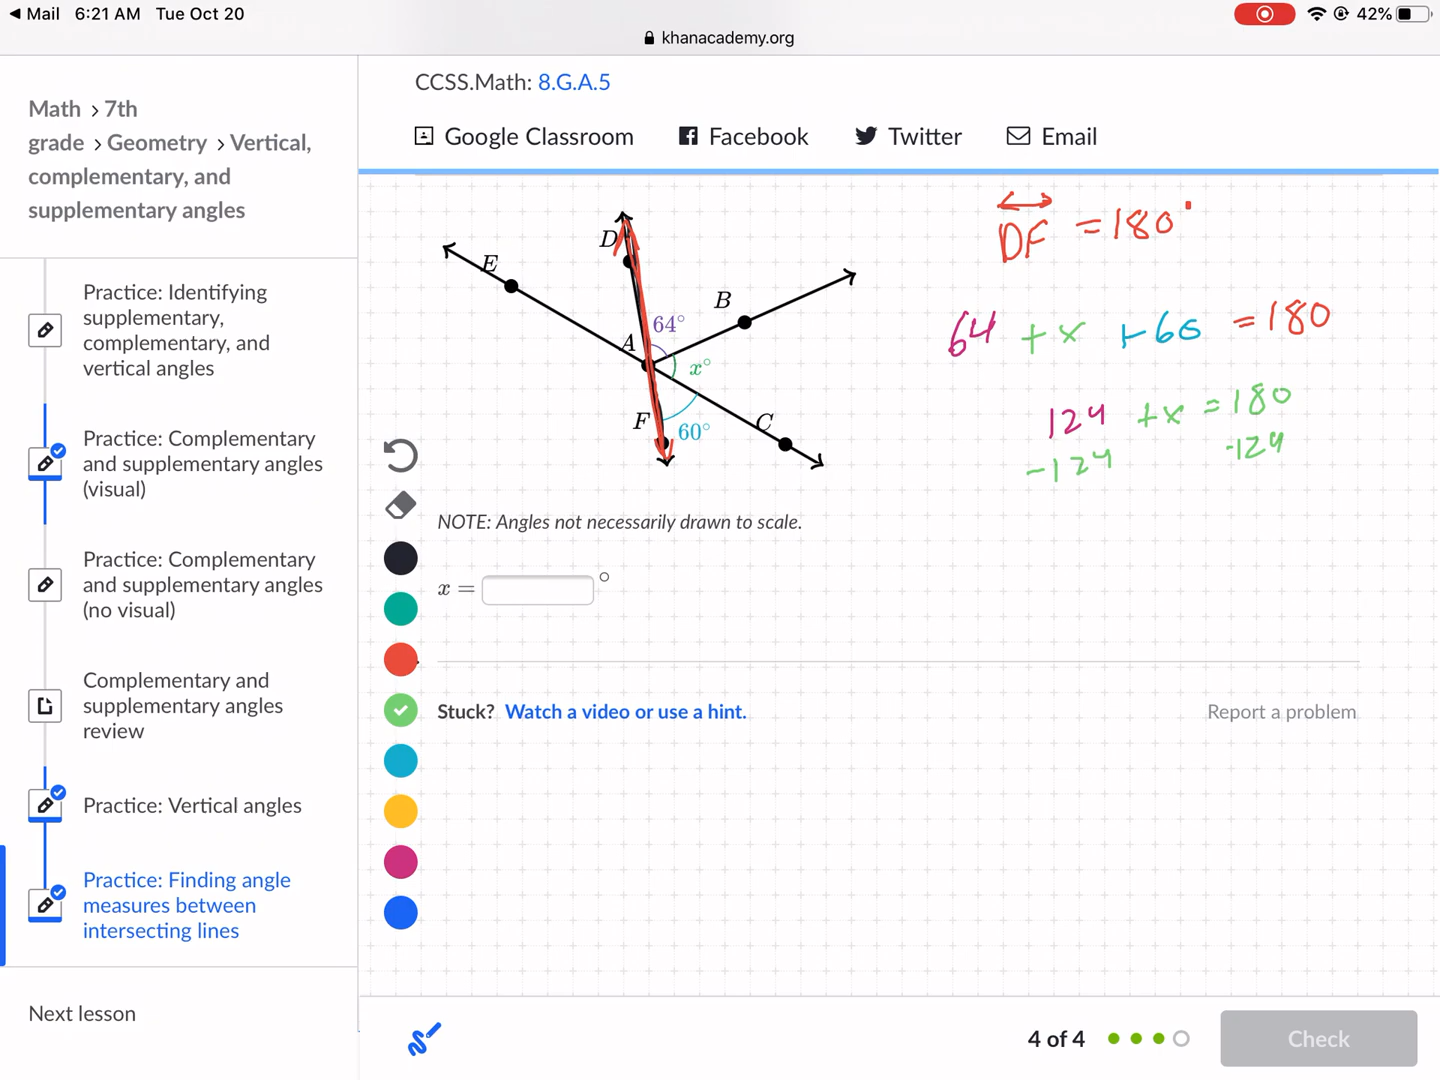 Mail 6:21 AM Tue Oct 20
42%
khanacademy.org
Math > 7th
grade > Geometry > Vertical,
complementary, and
supplementary angles
Practice: Identifying
supplementary,
complementary, and
vertical angles
Practice: Complementary
and supplementary angles
(visual)
Practice: Complementary
and supplementary angles
(no visual)
Complementary and
supplementary angles
review
Practice: Vertical angles
Practice: Finding angle
measures between
intersecting lines
Next lesson
CCSS.Math: 8.G.A.5
Google Classroom Facebook Twitter Email
D
E
B
64°
A
x°
F
60°
C
DF = 180°
64 + x + 60 = 180
124 + x = 180
-124 -124
NOTE: Angles not necessarily drawn to scale.
x = °
Stuck? Watch a video or use a hint.
Report a problem
4 of 4
Check